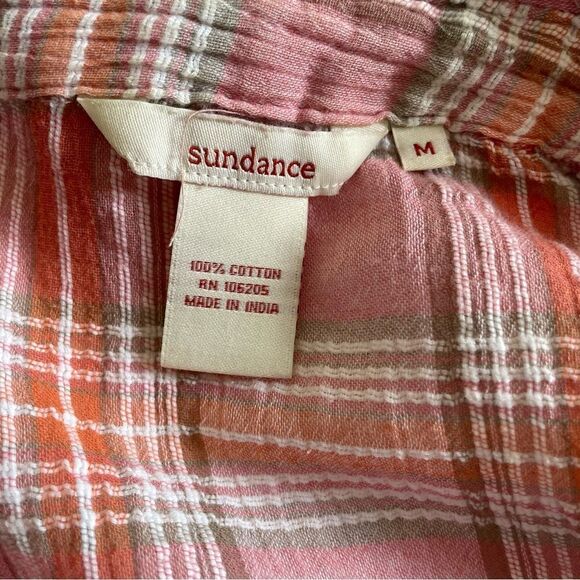 sundance
M
100% COTTON
RN 106205
MADE IN INDIA